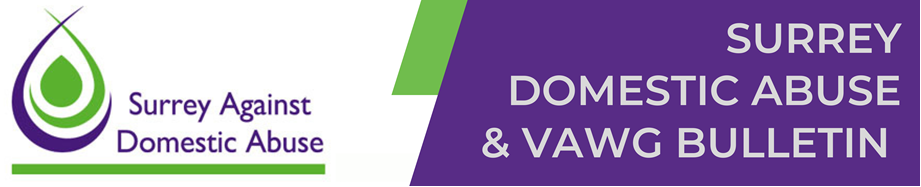 Surrey Against
Domestic Abuse
SURREY
DOMESTIC ABUSE
& VAWG BULLETIN